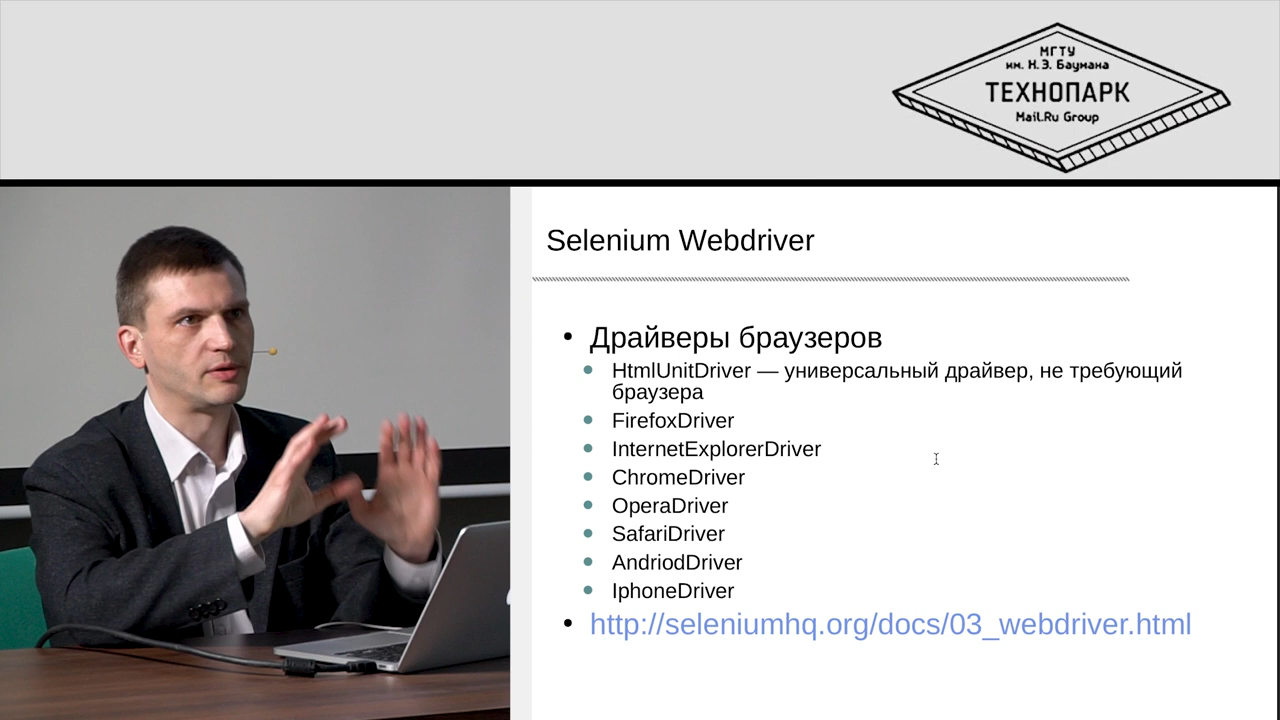 МГТУ
им. Н.Э. Баумана
ТЕХНОПАРК
Mail.Ru Group
Selenium Webdriver
Драйверы браузеров
HtmlUnitDriver — универсальный драйвер, не требующий
браузера
FirefoxDriver
InternetExplorerDriver
ChromeDriver
OperaDriver
SafariDriver
AndriodDriver
IphoneDriver
http://seleniumhq.org/docs/03_webdriver.html